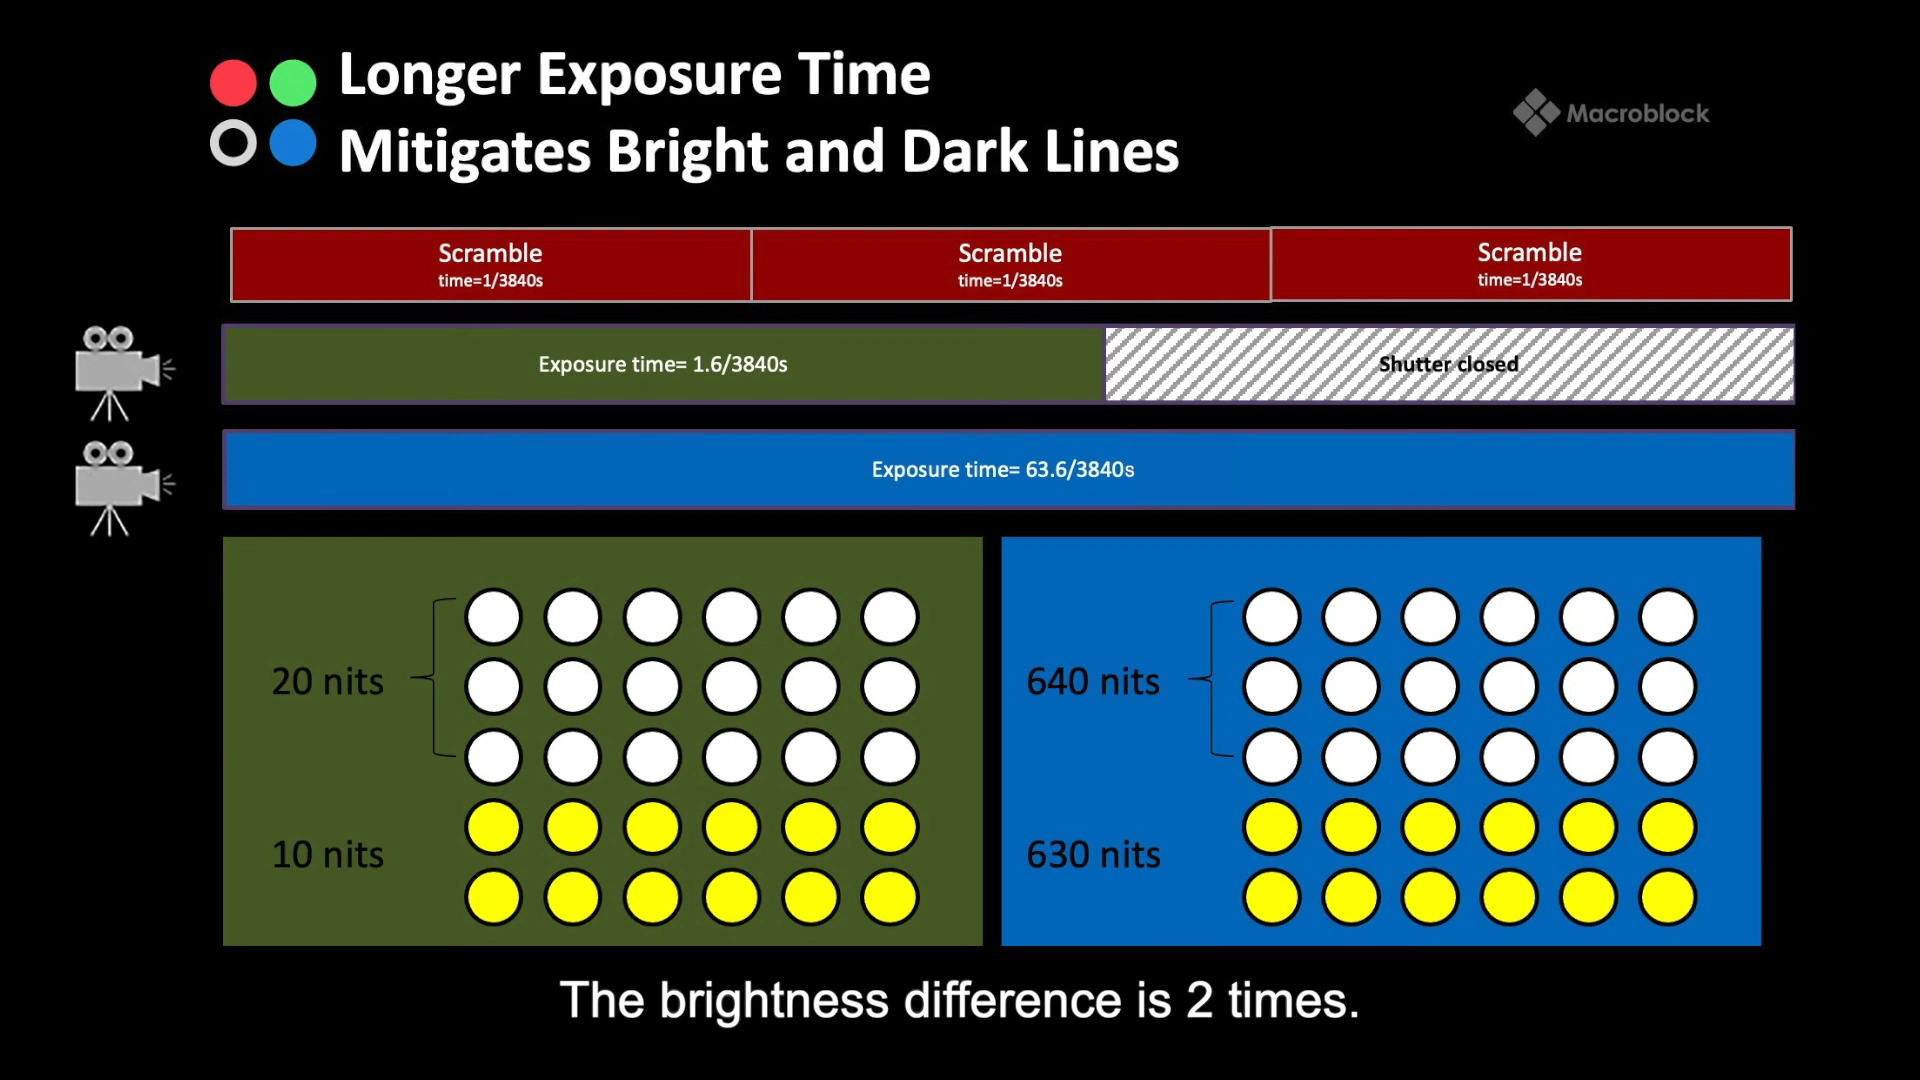 Longer Exposure Time
Mitigates Bright and Dark Lines
Macroblock
Scramble
time=1/3840s
Scramble
time=1/3840s
Scramble
time=1/3840s
Exposure time= 1.6/3840s
Shutter closed
Exposure time= 63.6/3840s
20 nits
10 nits
640 nits
630 nits
The brightness difference is 2 times.